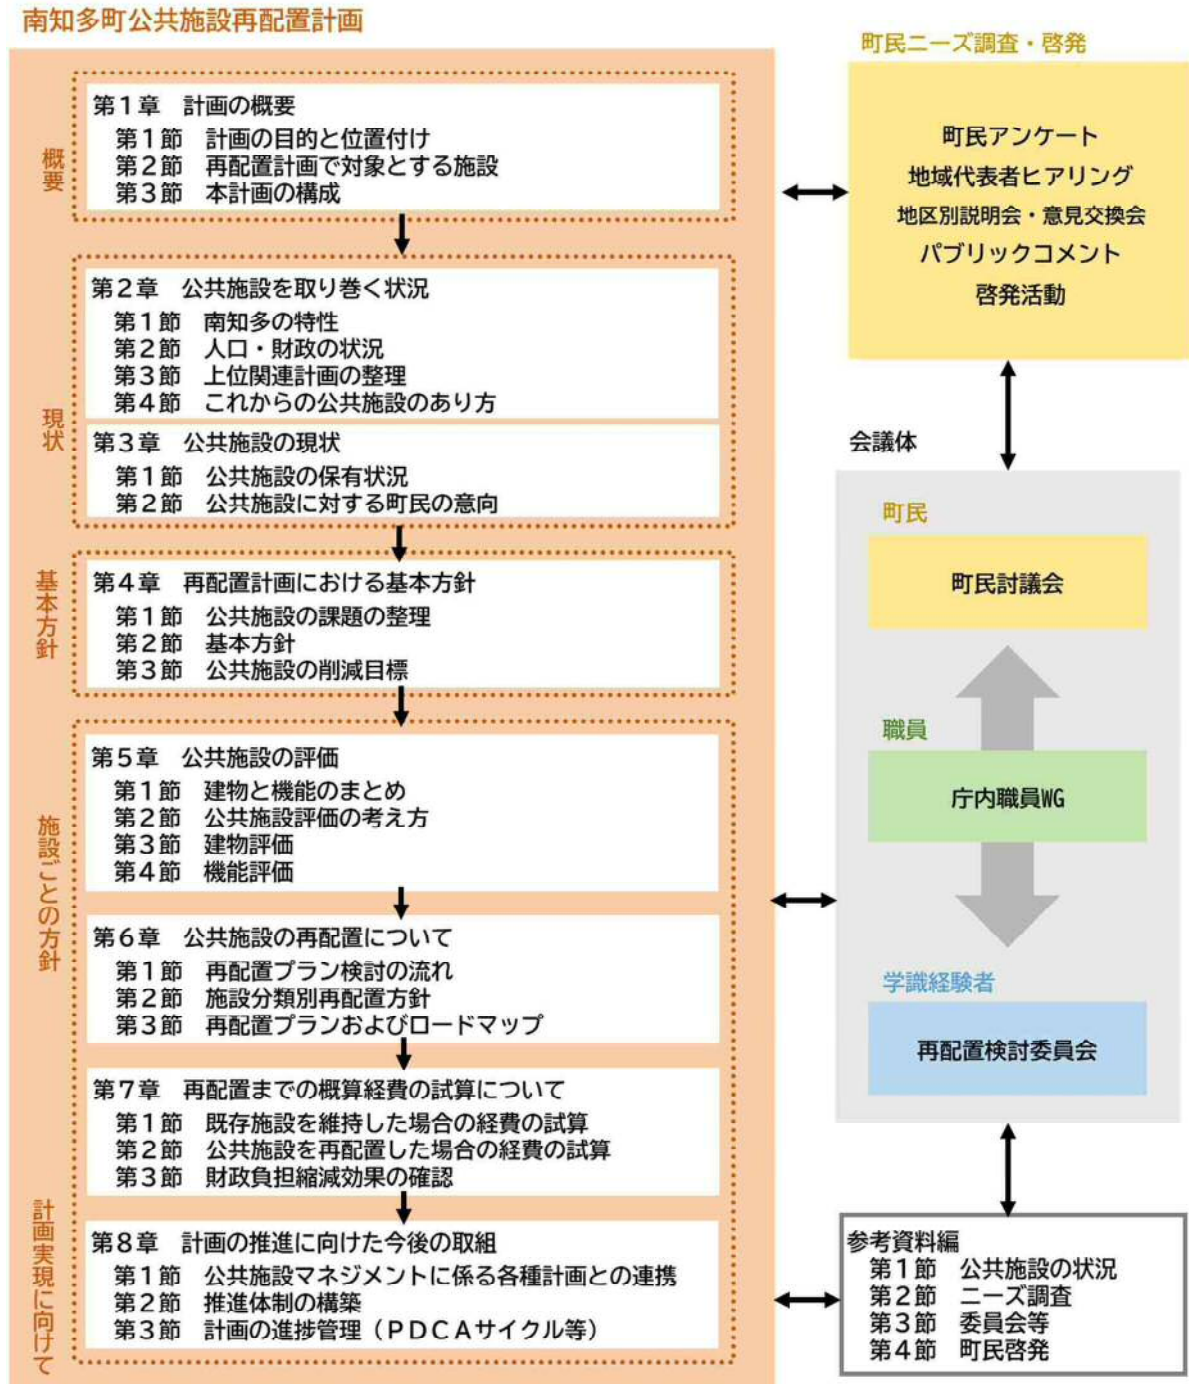 南知多町公共施設再配置計画
概要
第１章　計画の概要
第１節　計画の目的と位置付け
第２節　再配置計画で対象とする施設
第３節　本計画の構成
現状
第２章　公共施設を取り巻く状況
第１節　南知多の特性
第２節　人口・財政の状況
第３節　上位関連計画の整理
第４節　これからの公共施設のあり方
第３章　公共施設の現状
第１節　公共施設の保有状況
第２節　公共施設に対する町民の意向
基本方針
第４章　再配置計画における基本方針
第１節　公共施設の課題の整理
第２節　基本方針
第３節　公共施設の削減目標
施設ごとの方針
第５章　公共施設の評価
第１節　建物と機能のまとめ
第２節　公共施設評価の考え方
第３節　建物評価
第４節　機能評価
第６章　公共施設の再配置について
第１節　再配置プラン検討の流れ
第２節　施設分類別再配置方針
第３節　再配置プランおよびロードマップ
第７章　再配置までの概算経費の試算について
第１節　既存施設を維持した場合の経費の試算
第２節　公共施設を再配置した場合の経費の試算
第３節　財政負担縮減効果の確認
計画実現に向けて
第８章　計画の推進に向けた今後の取組
第１節　公共施設マネジメントに係る各種計画との連携
第２節　推進体制の構築
第３節　計画の進捗管理（ＰＤＣＡサイクル等）
町民ニーズ調査・啓発
町民アンケート
地域代表者ヒアリング
地区別説明会・意見交換会
パブリックコメント
啓発活動
会議体
町民
町民討議会
職員
庁内職員WG
学識経験者
再配置検討委員会
参考資料編
第１節　公共施設の状況
第２節　ニーズ調査
第３節　委員会等
第４節　町民啓発